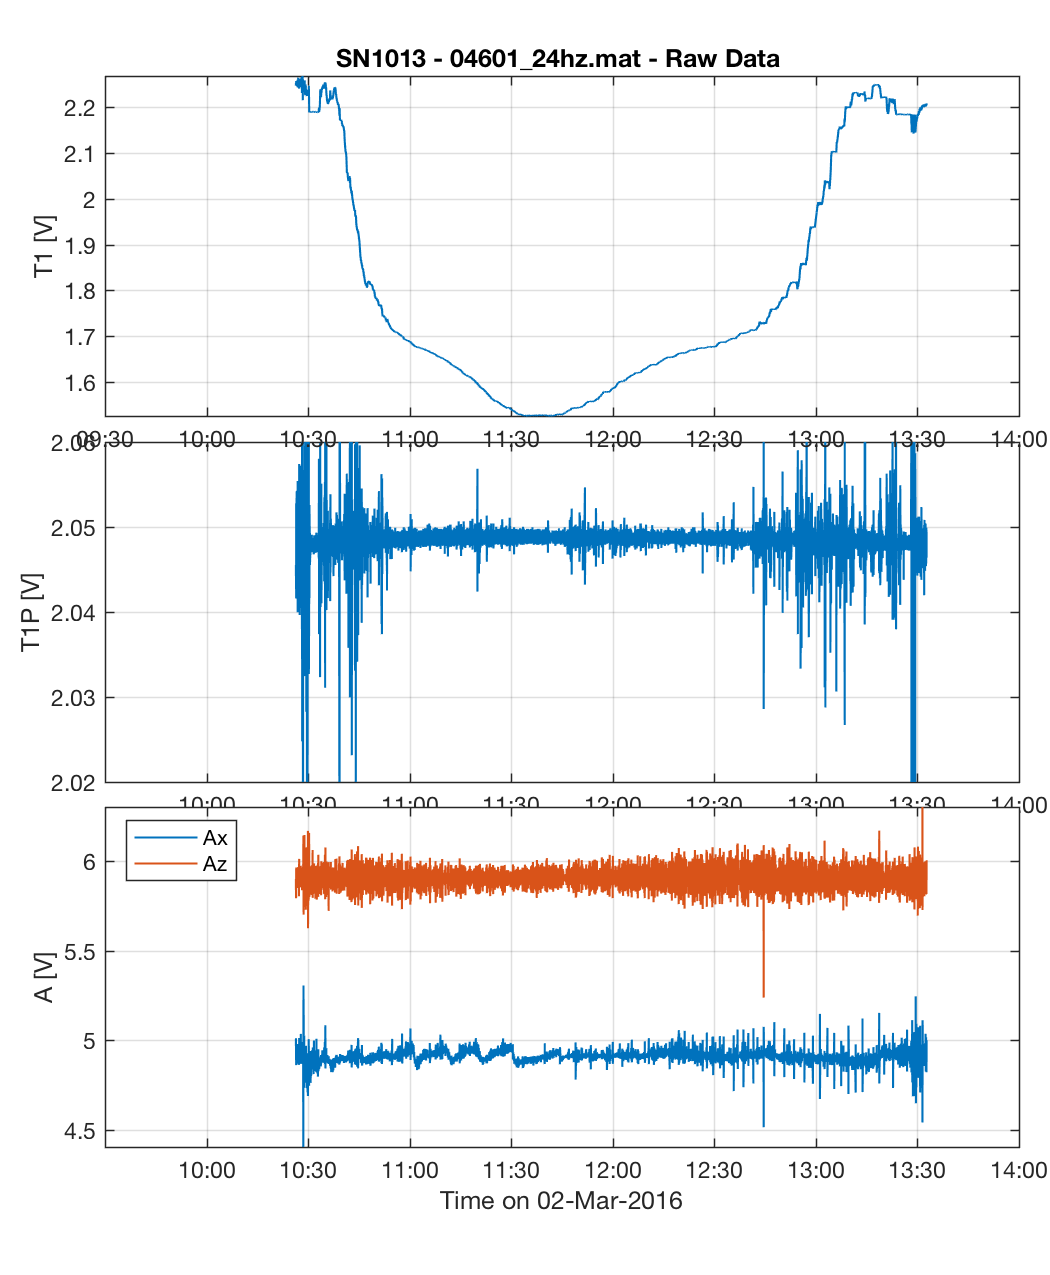 SN1013 - 04601_24hz.mat - Raw Data
T1 [V]
2.2
2.1
2
1.9
1.8
1.7
1.6
09:30 10:00 10:30 11:00 11:30 12:00 12:30 13:00 13:30 14:00
T1P [V]
2.06
2.05
2.04
2.03
2.02
10:00 10:30 11:00 11:30 12:00 12:30 13:00 13:30 14:00
A [V]
Ax
Az
6
5.5
5
4.5
10:00 10:30 11:00 11:30 12:00 12:30 13:00 13:30 14:00
Time on 02-Mar-2016